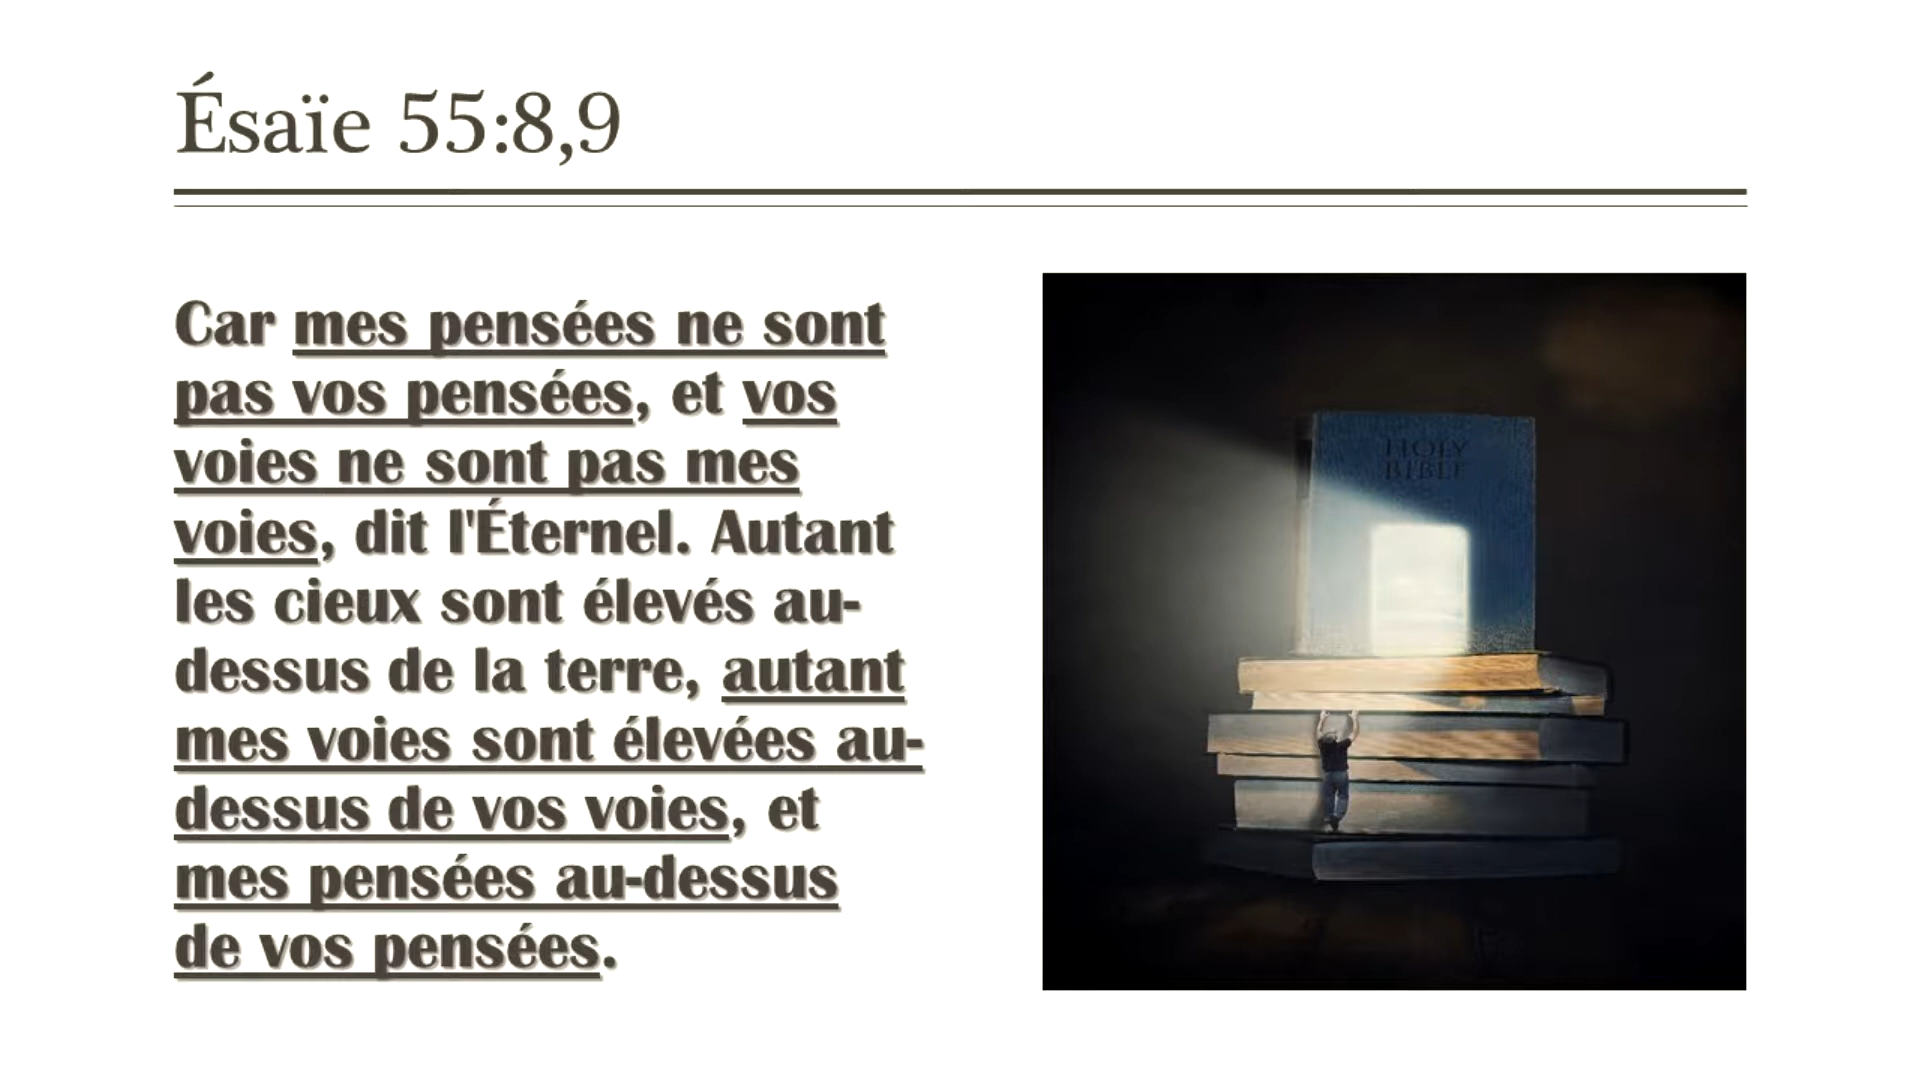 Ésaïe 55:8,9
Car mes pensées ne sont
pas vos pensées, et vos
voies ne sont pas mes
voies, dit l'Éternel. Autant
les cieux sont élevés au-
dessus de la terre, autant
mes voies sont élevées au-
dessus de vos voies, et
mes pensées au-dessus
de vos pensées.
HOLY
BIBLE